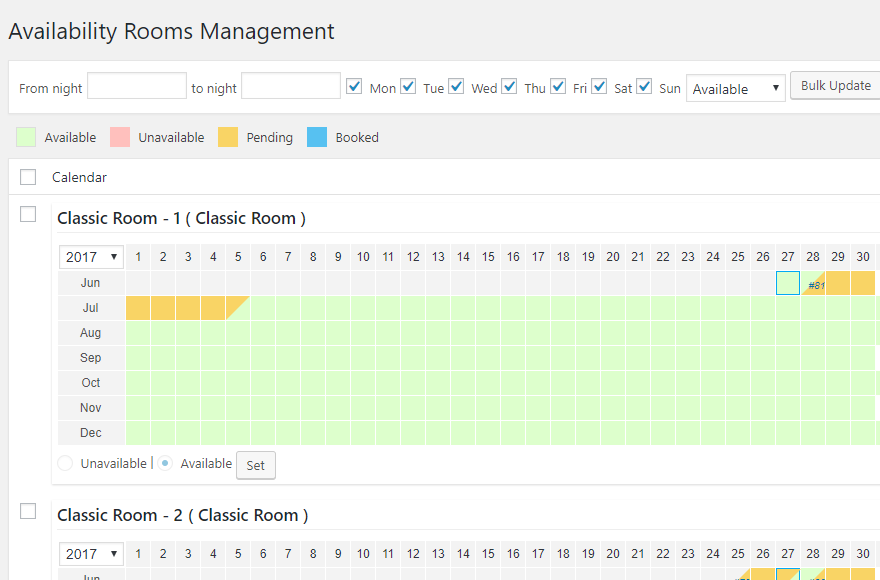 Availability Rooms Management
From night to night Mon Tue Wed Thu Fri Sat Sun Available Bulk Update
Available Unavailable Pending Booked
Calendar
Classic Room - 1 ( Classic Room )
2017 1 2 3 4 5 6 7 8 9 10 11 12 13 14 15 16 17 18 19 20 21 22 23 24 25 26 27 28 29 30
Jun #81
Jul
Aug
Sep
Oct
Nov
Dec
Unavailable | Available Set
Classic Room - 2 ( Classic Room )
2017 1 2 3 4 5 6 7 8 9 10 11 12 13 14 15 16 17 18 19 20 21 22 23 24 25 26 27 28 29 30
Jun